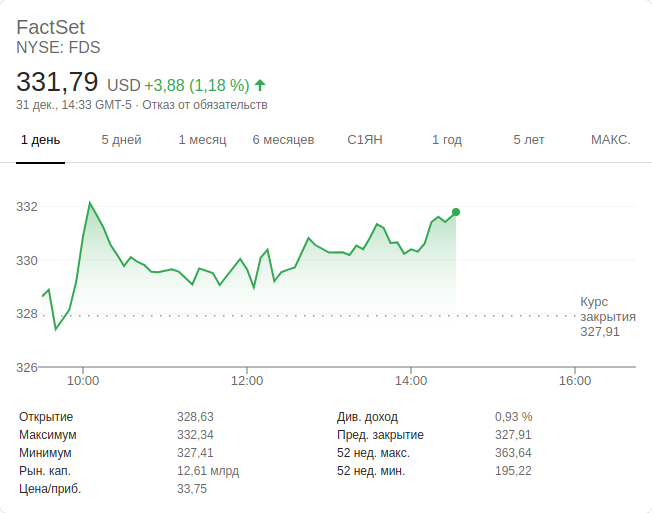 FactSet
NYSE: FDS
331,79 USD +3,88 (1,18 %)
31 дек., 14:33 GMT-5 · Отказ от обязательств
1 день 5 дней 1 месяц 6 месяцев С1ЯН 1 год 5 лет МАКС.
332
330
328
326
Курс
закрытия
327,91
10:00 12:00 14:00 16:00
Открытие 328,63
Максимум 332,34
Минимум 327,41
Рын. кап. 12,61 млрд
Цена/приб. 33,75
Див. доход 0,93 %
Пред. закрытие 327,91
52 нед. макс. 363,64
52 нед. мин. 195,22